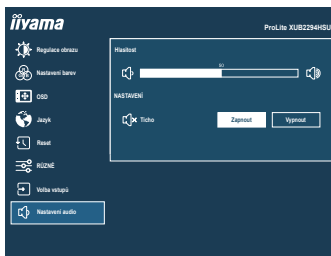 iiyama
ProLite XUB2294HSU
Regulace obrazu
Nastavení barev
OSD
Jazyk
Reset
RŮZNÉ
Volba vstupů
Nastavení audio
Hlasitost
50
NASTAVENÍ
Ticho
Zapnout
Vypnout